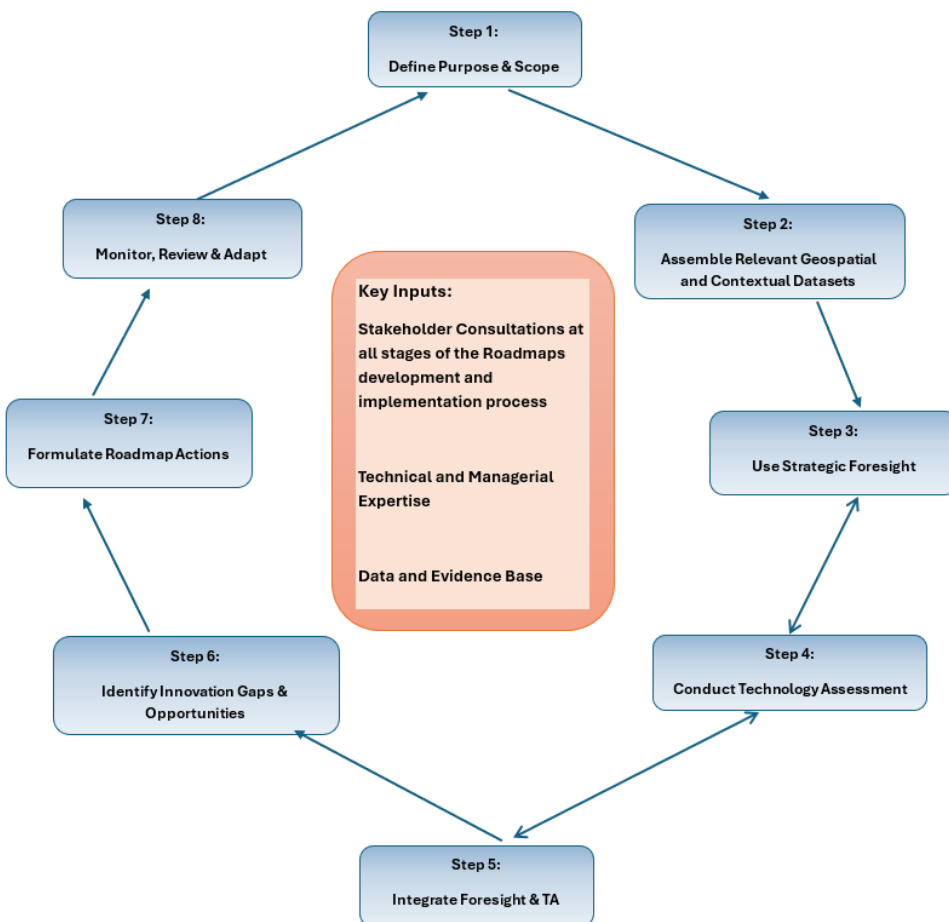 Step 1:
Define Purpose & Scope
Step 2:
Assemble Relevant Geospatial
and Contextual Datasets
Step 3:
Use Strategic Foresight
Step 4:
Conduct Technology Assessment
Step 5:
Integrate Foresight & TA
Step 6:
Identify Innovation Gaps &
Opportunities
Step 7:
Formulate Roadmap Actions
Step 8:
Monitor, Review & Adapt
Key Inputs:
Stakeholder Consultations at
all stages of the Roadmaps
development and
implementation process
Technical and Managerial
Expertise
Data and Evidence Base